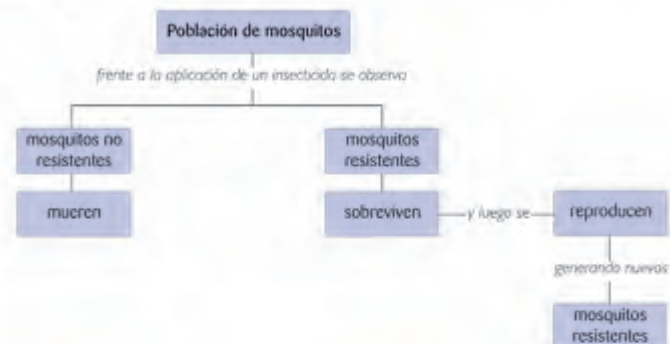 Población de mosquitos
frente a la aplicación de un insecticida se observa
mosquitos no
resistentes
mosquitos
resistentes
mueren
sobreviven
y luego se
reproducen
generando nuevos
mosquitos
resistentes